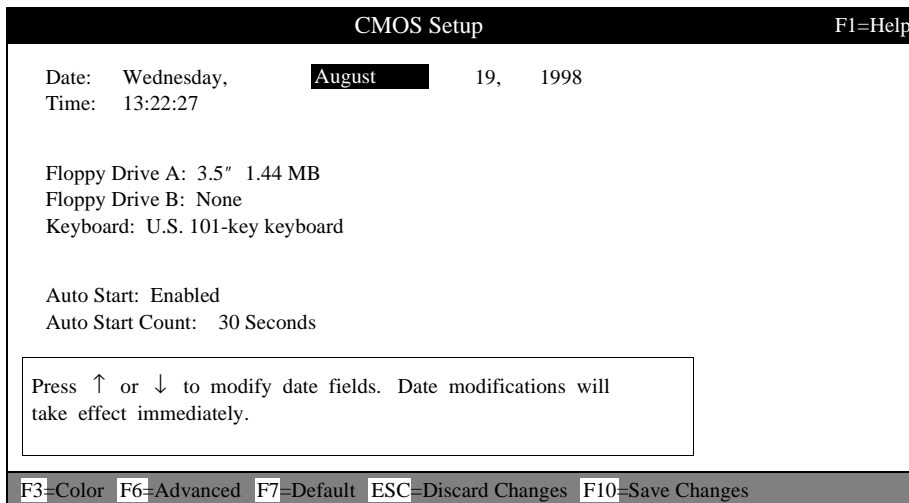 CMOS Setup F1=Help
Date: Wednesday, August 19, 1998
Time: 13:22:27
Floppy Drive A: 3.5″ 1.44 MB
Floppy Drive B: None
Keyboard: U.S. 101-key keyboard
Auto Start: Enabled
Auto Start Count: 30 Seconds
Press ↑ or ↓ to modify date fields. Date modifications will
take effect immediately.
F3=Color F6=Advanced F7=Default ESC=Discard Changes F10=Save Changes